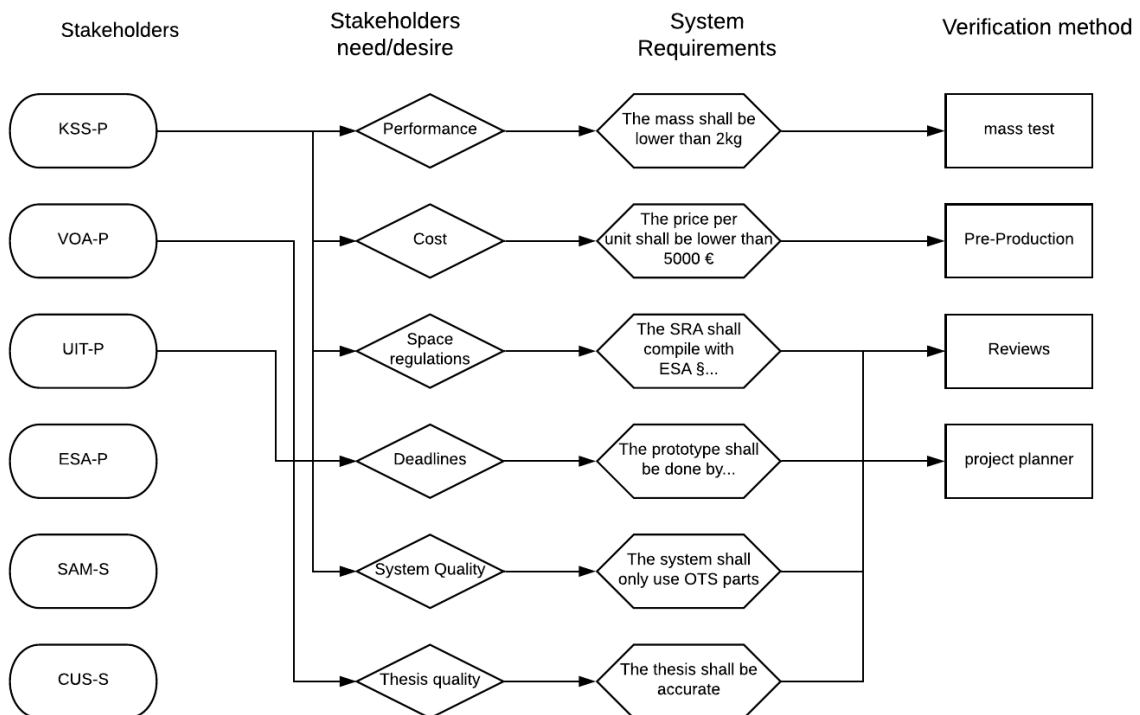 Stakeholders
Stakeholders
need/desire
System
Requirements
Verification method
KSS-P
Performance
The mass shall be
lower than 2kg
mass test
VOA-P
Cost
The price per
unit shall be lower than
5000 €
Pre-Production
UIT-P
Space
regulations
The SRA shall
compile with
ESA §...
Reviews
ESA-P
Deadlines
The prototype shall
be done by...
project planner
SAM-S
System Quality
The system shall
only use OTS parts
CUS-S
Thesis quality
The thesis shall be
accurate